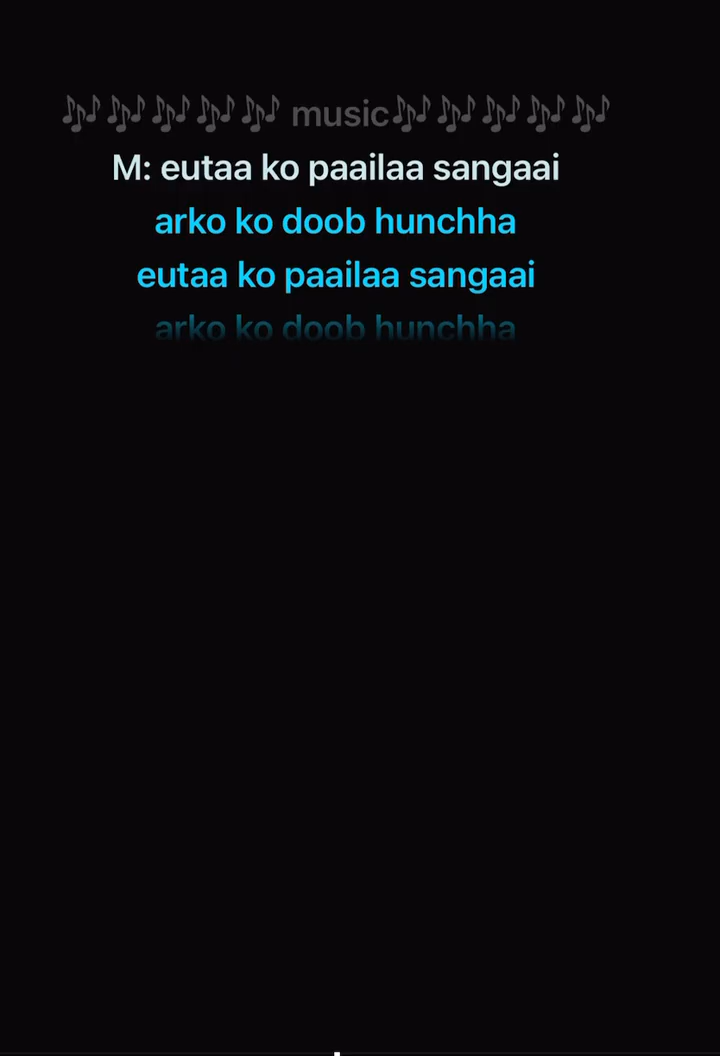 🎶🎶🎶🎶🎶 music🎶🎶🎶🎶🎶
M: eutaa ko paailaa sangaai
arko ko doob hunchha
eutaa ko paailaa sangaai
arko ko doob hunchha